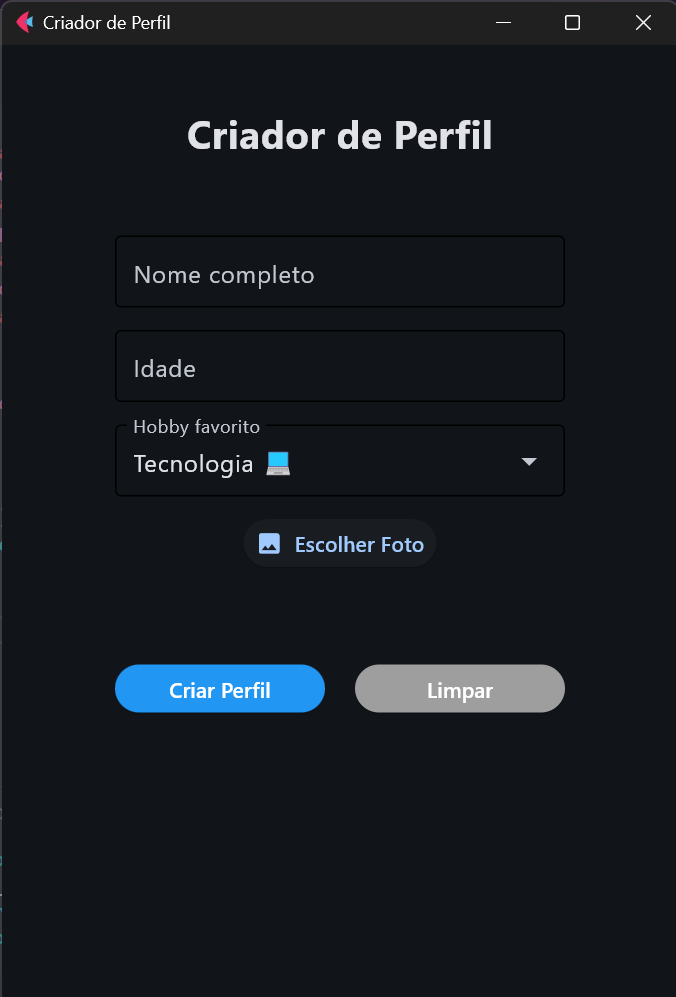 Criador de Perfil
Criador de Perfil
Nome completo
Idade
Hobby favorito
Tecnologia 💻
Escolher Foto
Criar Perfil
Limpar